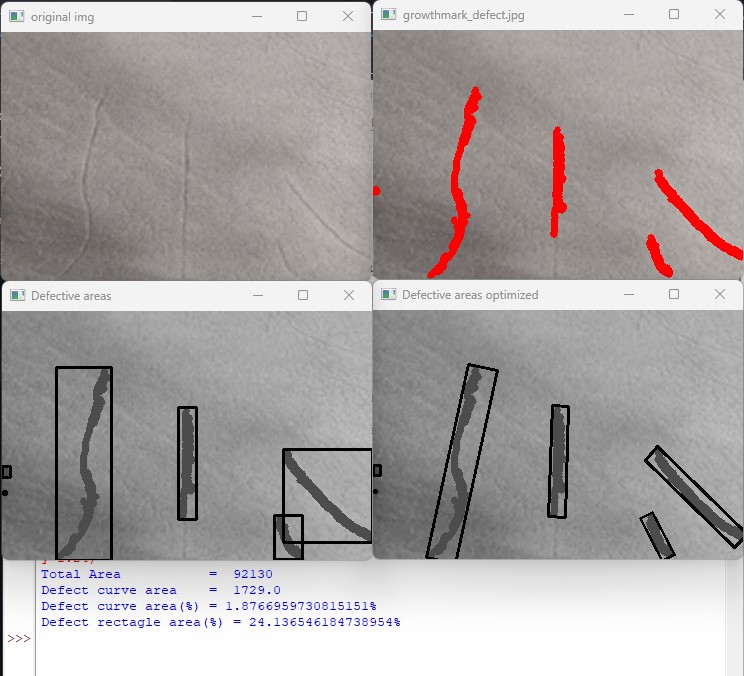 original img
growthmark_defect.jpg
Defective areas
Defective areas optimized
Total Area = 92130
Defect curve area = 1729.0
Defect curve area(%) = 1.8766959730815151%
Defect rectagle area(%) = 24.136546184738954%
>>>